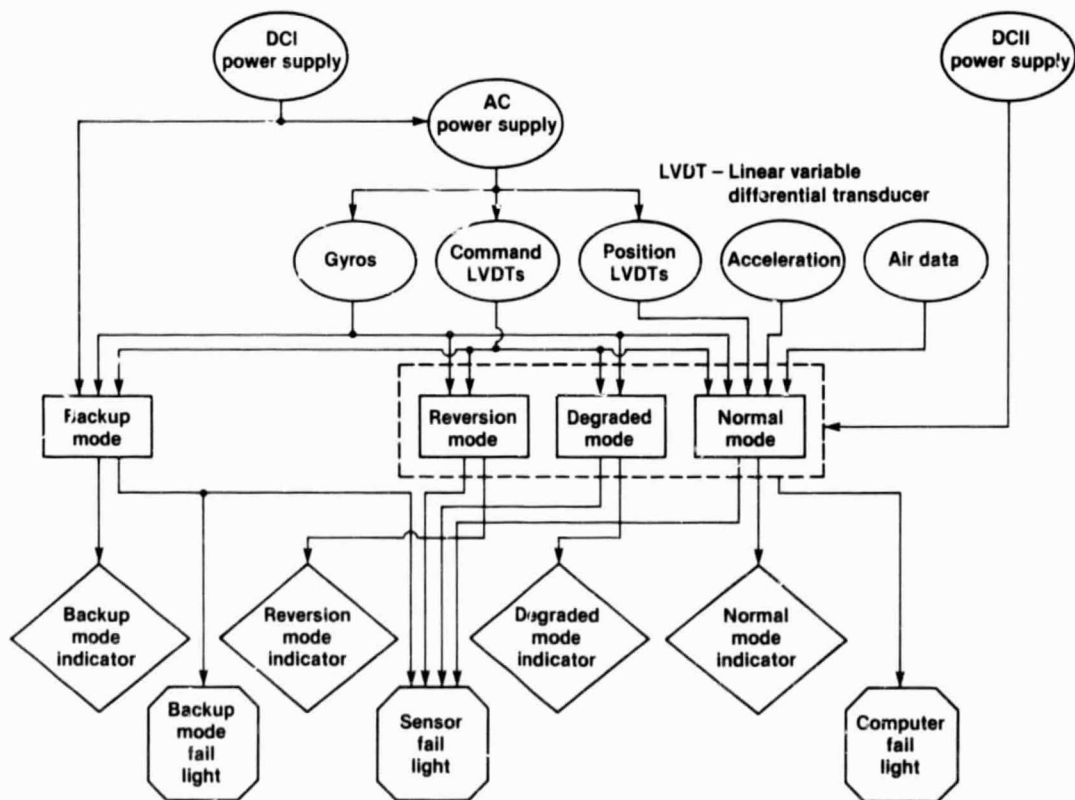 DCI
power supply
DCII
power supply
AC
power supply
LVDT – Linear variable
differential transducer
Gyros
Command
LVDTs
Position
LVDTs
Acceleration
Air data
Backup
mode
Reversion
mode
Degraded
mode
Normal
mode
Backup
mode
indicator
Reversion
mode
indicator
Degraded
mode
indicator
Normal
mode
indicator
Backup
mode
fail
light
Sensor
fail
light
Computer
fail
light